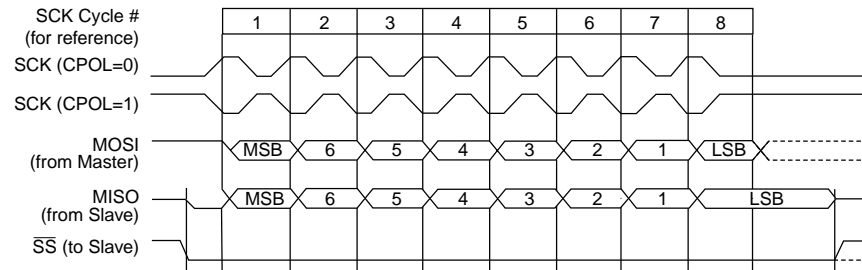 SCK Cycle #
(for reference)
1 2 3 4 5 6 7 8
SCK (CPOL=0)
SCK (CPOL=1)
MOSI
(from Master)
MSB 6 5 4 3 2 1 LSB
MISO
(from Slave)
MSB 6 5 4 3 2 1 LSB
S̅S̅ (to Slave)